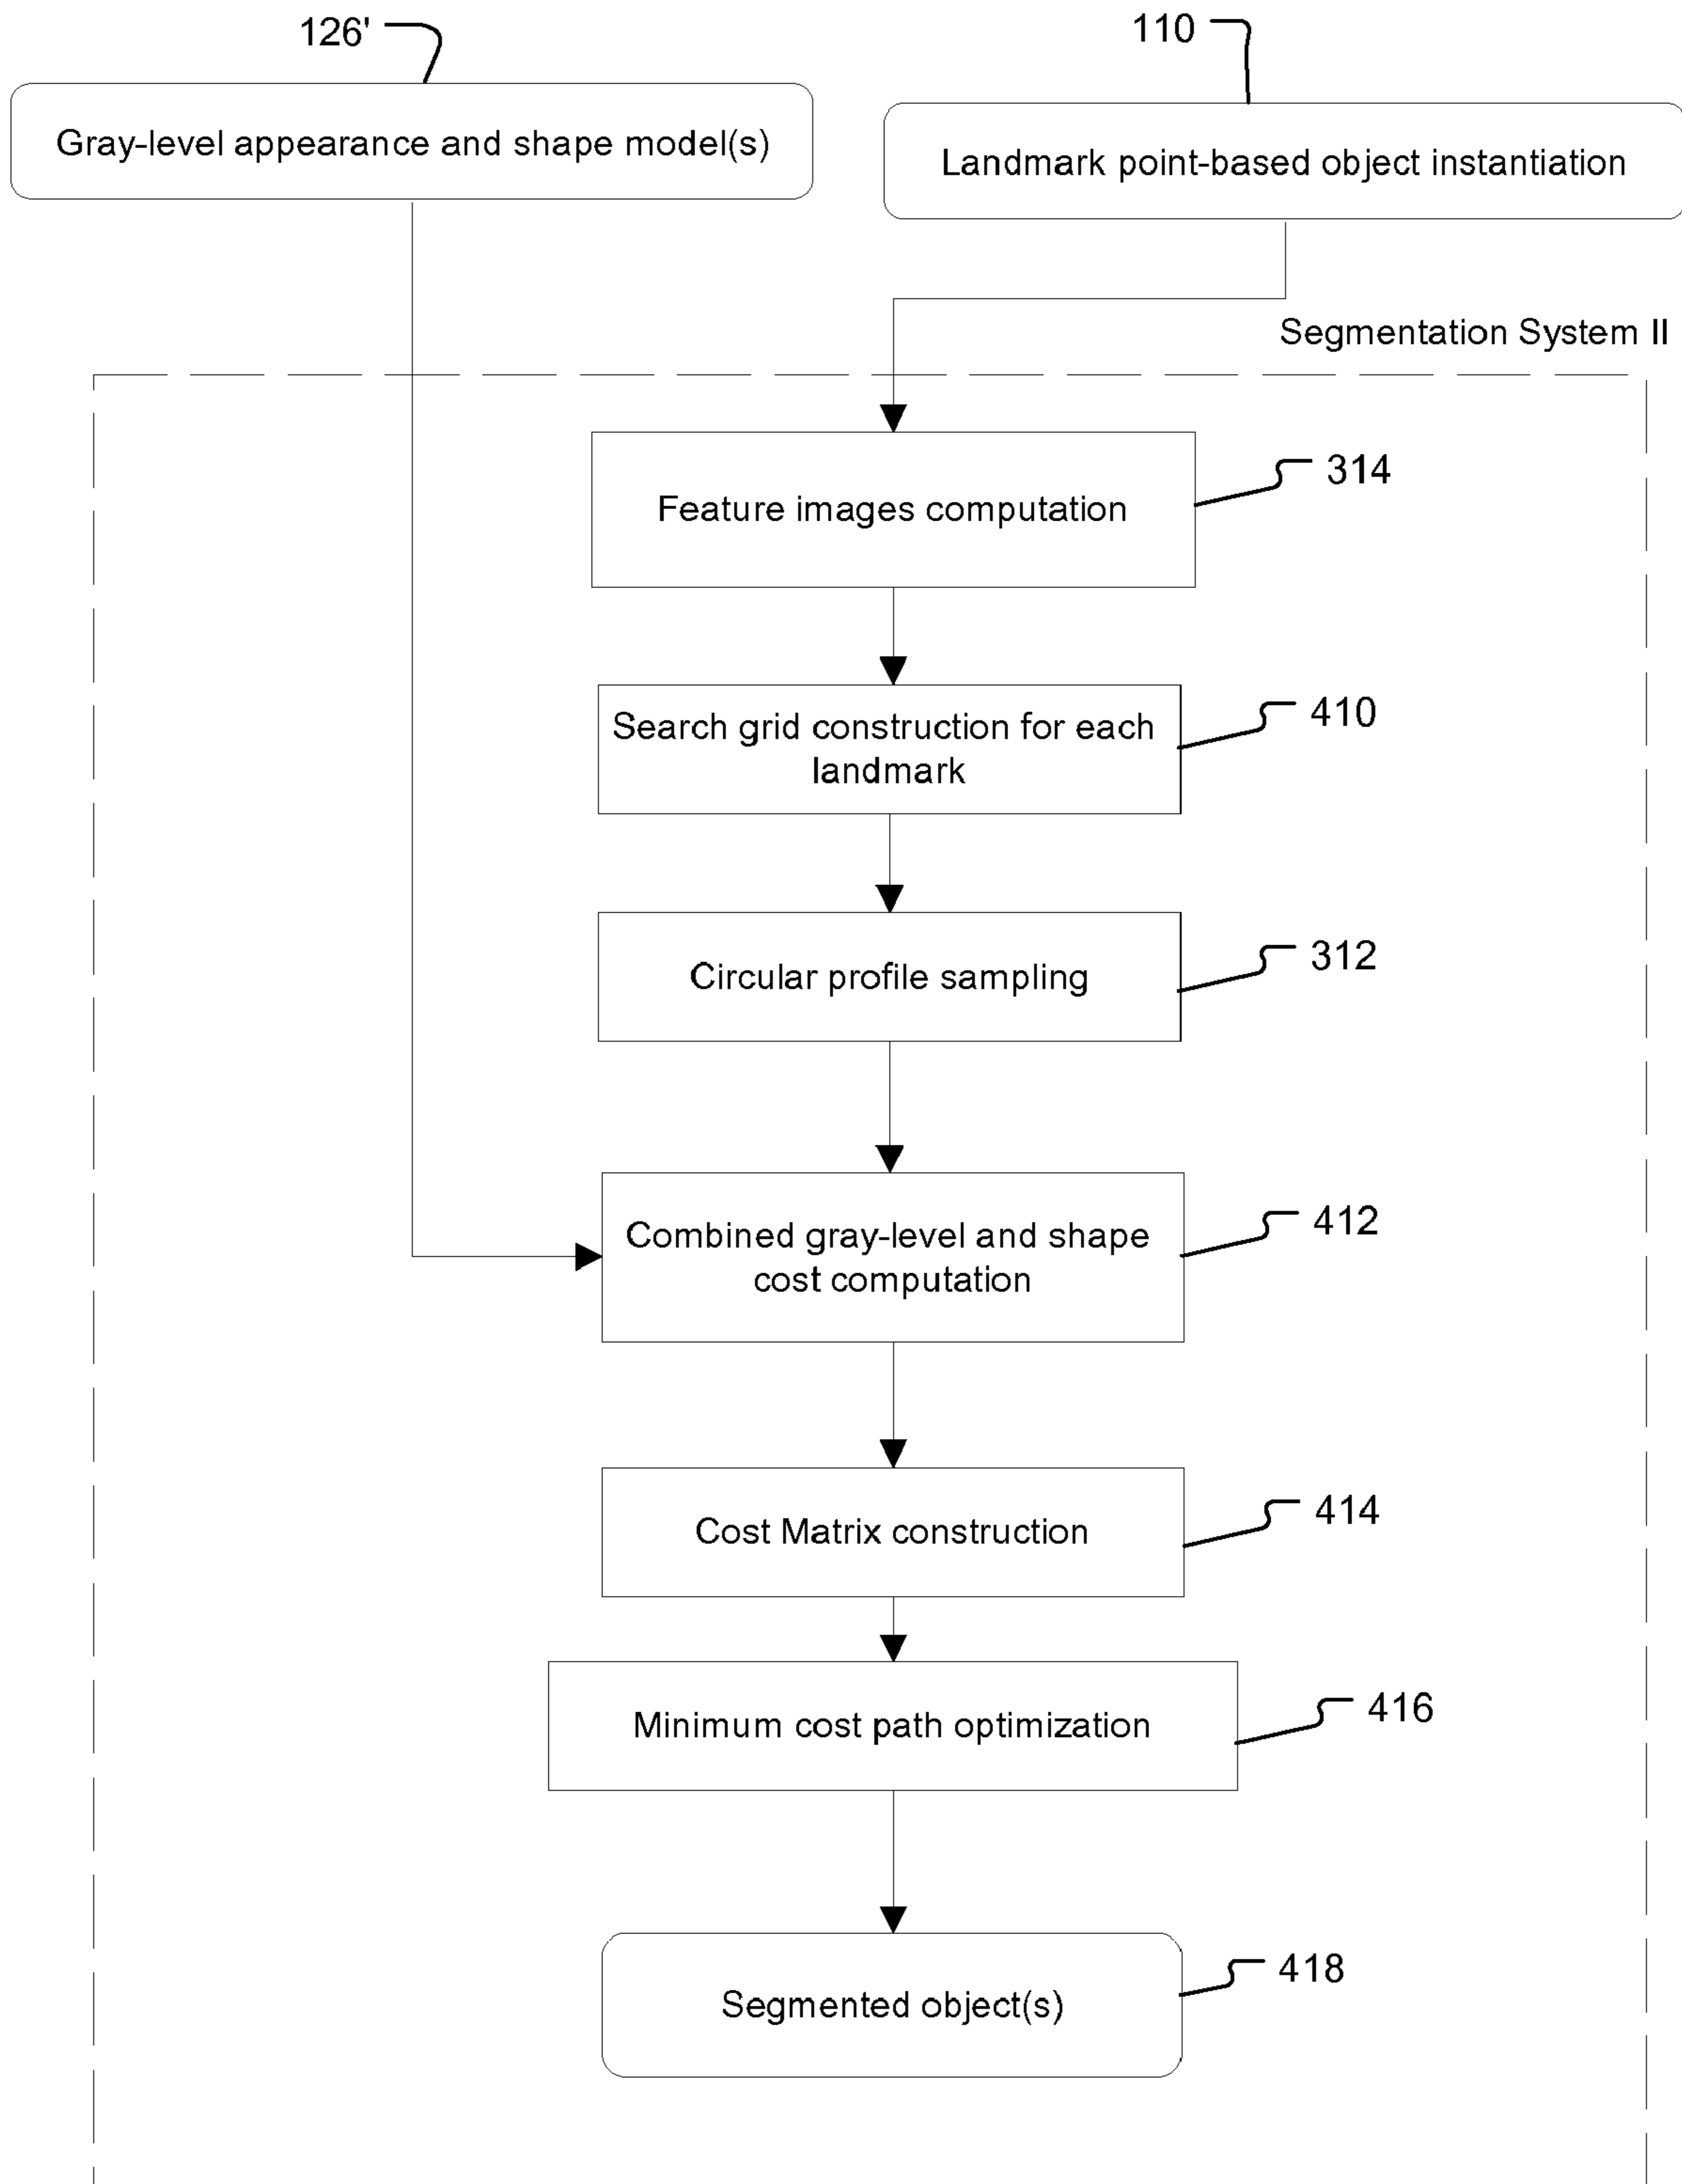 126'
110
Gray-level appearance and shape model(s)
Landmark point-based object instantiation
Segmentation System II
Feature images computation
314
Search grid construction for each
landmark
410
Circular profile sampling
312
Combined gray-level and shape
cost computation
412
Cost Matrix construction
414
Minimum cost path optimization
416
Segmented object(s)
418